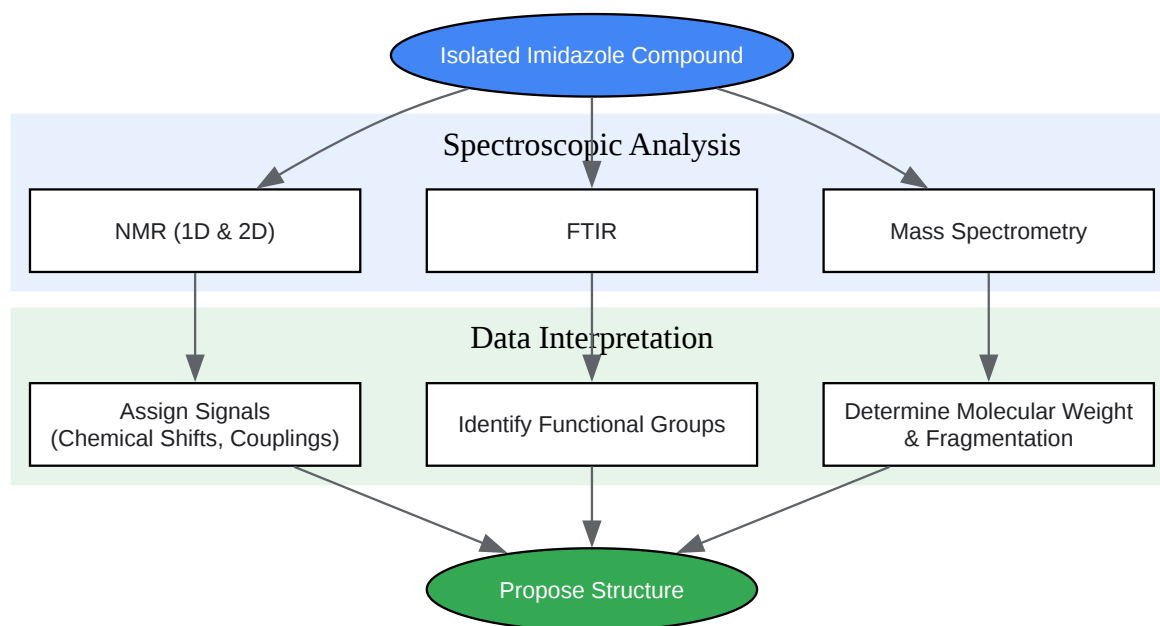 Isolated Imidazole Compound
Spectroscopic Analysis
NMR (1D & 2D)
FTIR
Mass Spectrometry
Data Interpretation
Assign Signals
(Chemical Shifts, Couplings)
Identify Functional Groups
Determine Molecular Weight
& Fragmentation
Propose Structure